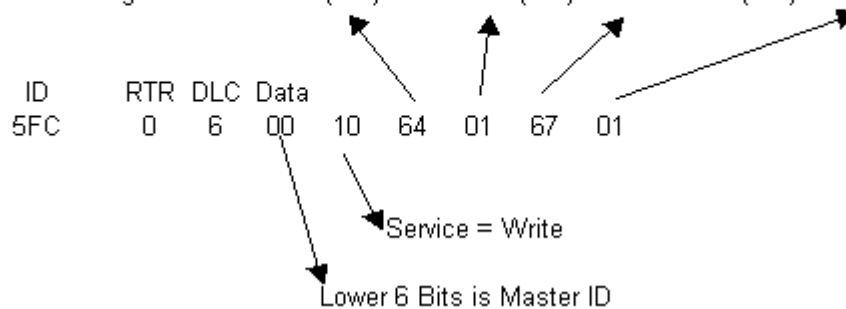 ID RTR DLC Data
5FC 0 6 00 10 64 01 67 01
Service = Write
Lower 6 Bits is Master ID